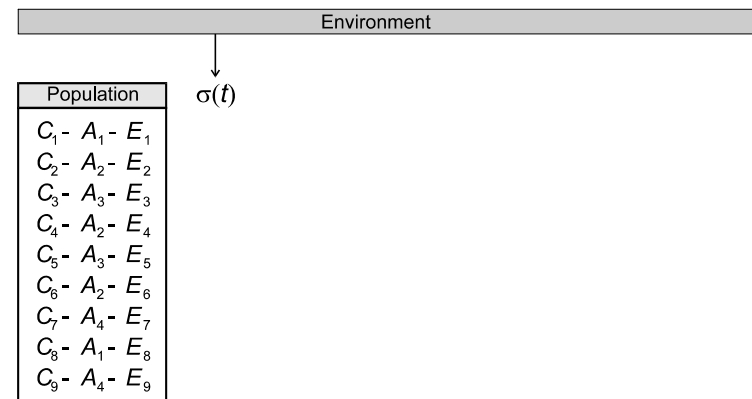 Environment
Population
σ(t)
C₁- A₁- E₁
C₂- A₂- E₂
C₃- A₃- E₃
C₄- A₂- E₄
C₅- A₃- E₅
C₆- A₂- E₆
C₇- A₄- E₇
C₈- A₁- E₈
C₉- A₄- E₉